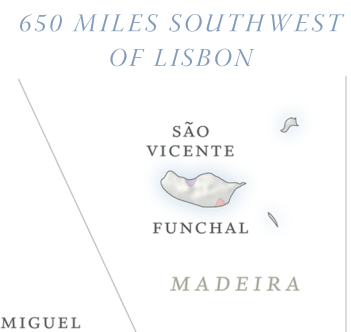 650 MILES SOUTHWEST
OF LISBON
SÃO
VICENTE
FUNCHAL
MADEIRA
MIGUEL